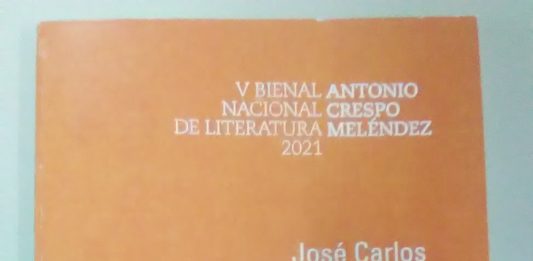 V BIENAL ANTONIO
NACIONAL CRESPO
DE LITERATURA MELÉNDEZ
2021
José Carlos